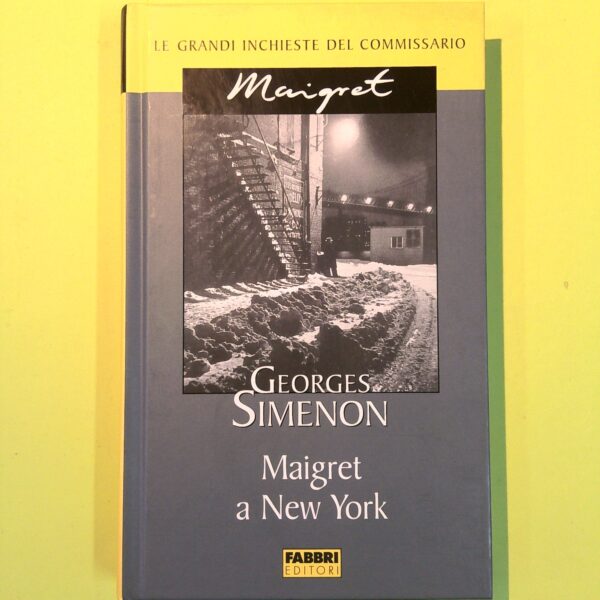 LE GRANDI INCHIESTE DEL COMMISSARIO
Maigret
GEORGES
SIMENON
Maigret
a New York
FABBRI
EDITORI